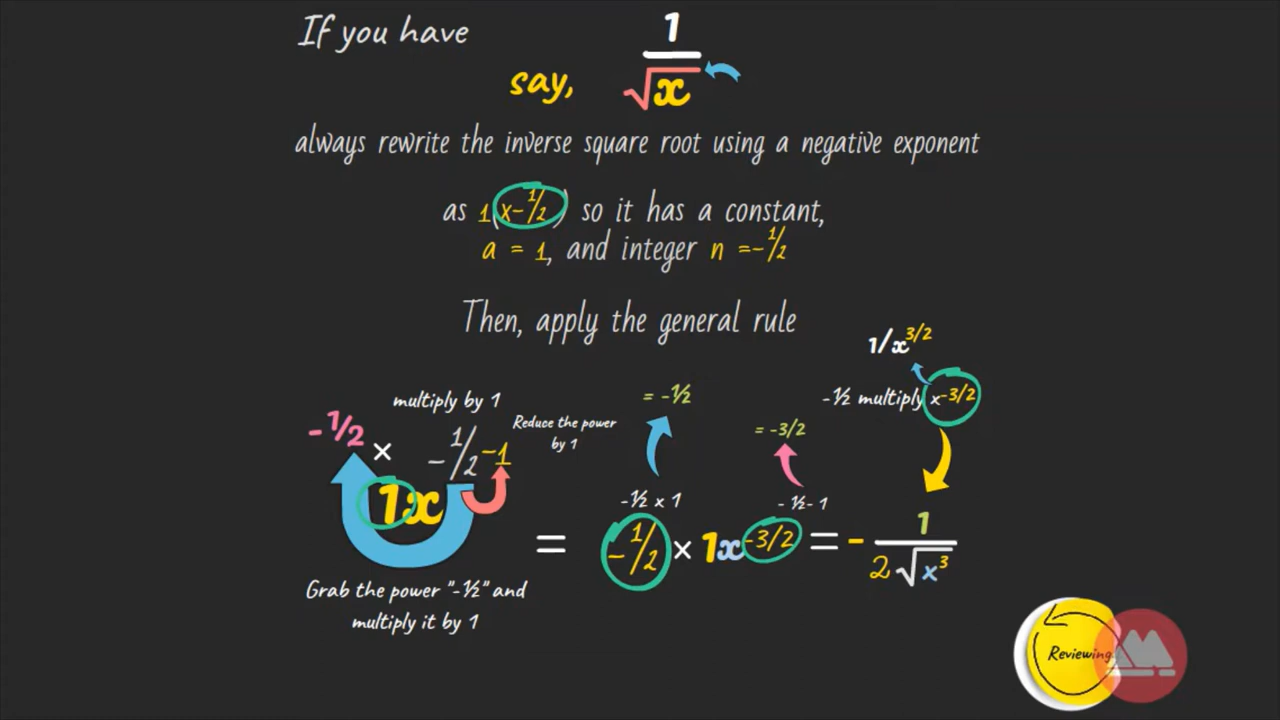 If you have
1
say, √x
always rewrite the inverse square root using a negative exponent
as 1(x-½) so it has a constant,
a = 1, and integer n =-½
Then, apply the general rule
1/x3/2
-½ multiply x-3/2
multiply by 1
= -½
Reduce the power
by 1
= -3/2
-½ × -½-1
1x
-½ x 1
- ½- 1
= -½ × 1x-3/2 = - 1
2√x3
Grab the power "-½" and
multiply it by 1
Reviewing